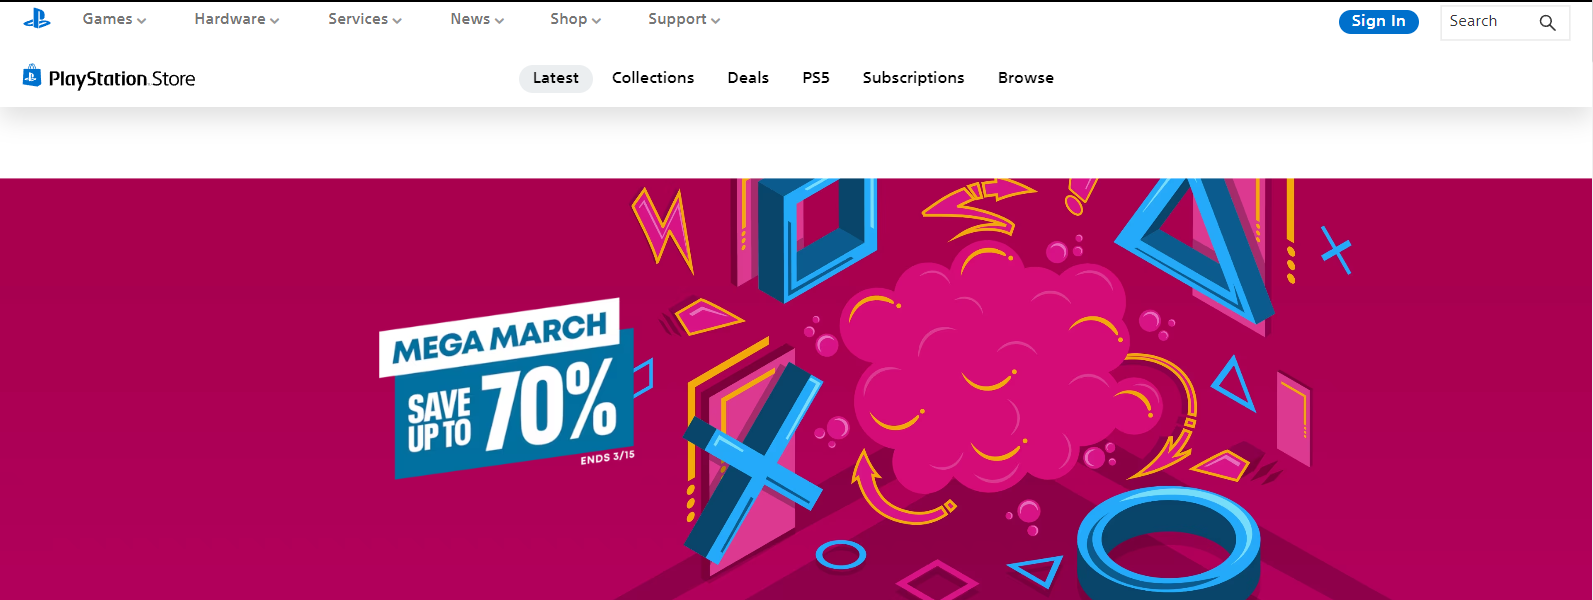 Games Hardware Services News Shop Support Sign In Search
PlayStation Store Latest Collections Deals PS5 Subscriptions Browse
MEGA MARCH
SAVE UP TO 70%
ENDS 3/15